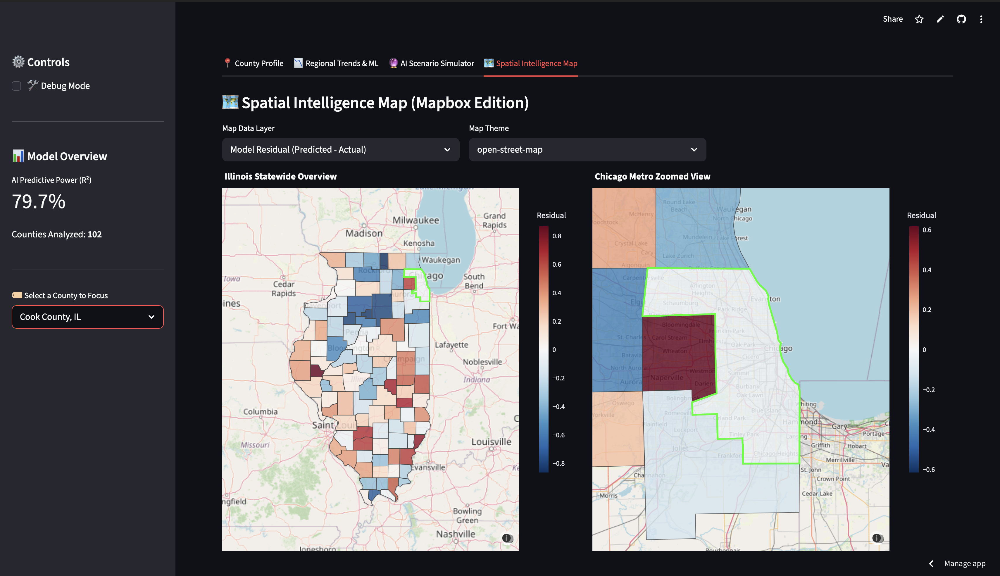 Share
Controls
Debug Mode
Model Overview
AI Predictive Power (R²)
79.7%
Counties Analyzed: 102
Select a County to Focus
Cook County, IL
County Profile
Regional Trends & ML
AI Scenario Simulator
Spatial Intelligence Map
Spatial Intelligence Map (Mapbox Edition)
Map Data Layer
Model Residual (Predicted - Actual)
Map Theme
open-street-map
Illinois Statewide Overview
Lake Michigan
Milwaukee
Madison
Grand
Rapids
Kenosha
Waukegan
Rockford
Chicago
South
Bend
Iowa
Cedar
Rapids
Aurora
ines
Davenport
Fort Wa
Peoria
Lafayette
Bloomington
Champaign
Noblesville
Illinois
Indiana
Columbia
Saint Louis
Missouri
Louisville
Evansville
Ke
ngfield
Bowling
Green
Nashville
Jonesboro
Residual
0.8
0.6
0.4
0.2
0
−0.2
−0.4
−0.6
−0.8
Chicago Metro Zoomed View
Round Lake
Beach
Waukegan
McHenry
North Chicago
oodstock
Mundelein
Lake Forest
Crystal Lake
Cary
Lake Zurich
Algonquin
Buffalo Grove
Carpentersville
Arlington
Heights
Evanston
Elgin
Schaumburg
Park Ridge
Bartlett
Bloomingdale
Franklin Park
St. Charles
Carol Stream
Elmhurst
Oak Park
Chicago
Wheaton
Batavia
Cicero
North Aurora
Westmont
Summit
Naperville
Aurora
Darien
Burbank
Bolingbrook
Oak Lawn
Oswego
Whiting
Blue Island
Yorkville
Romeoville
Orland Park
Hammond
Plainfield
Gary
Lockport
Portage
Tinley Park
Lansing
Griffith
Hobart
Joliet
Frankfort
Chicago Heights
Merrillville
Va
St. John
Channahon
Crown Point
Morris
Cedar Lake
Bourbonnais
Residual
0.6
0.4
0.2
0
−0.2
−0.4
−0.6
Manage app